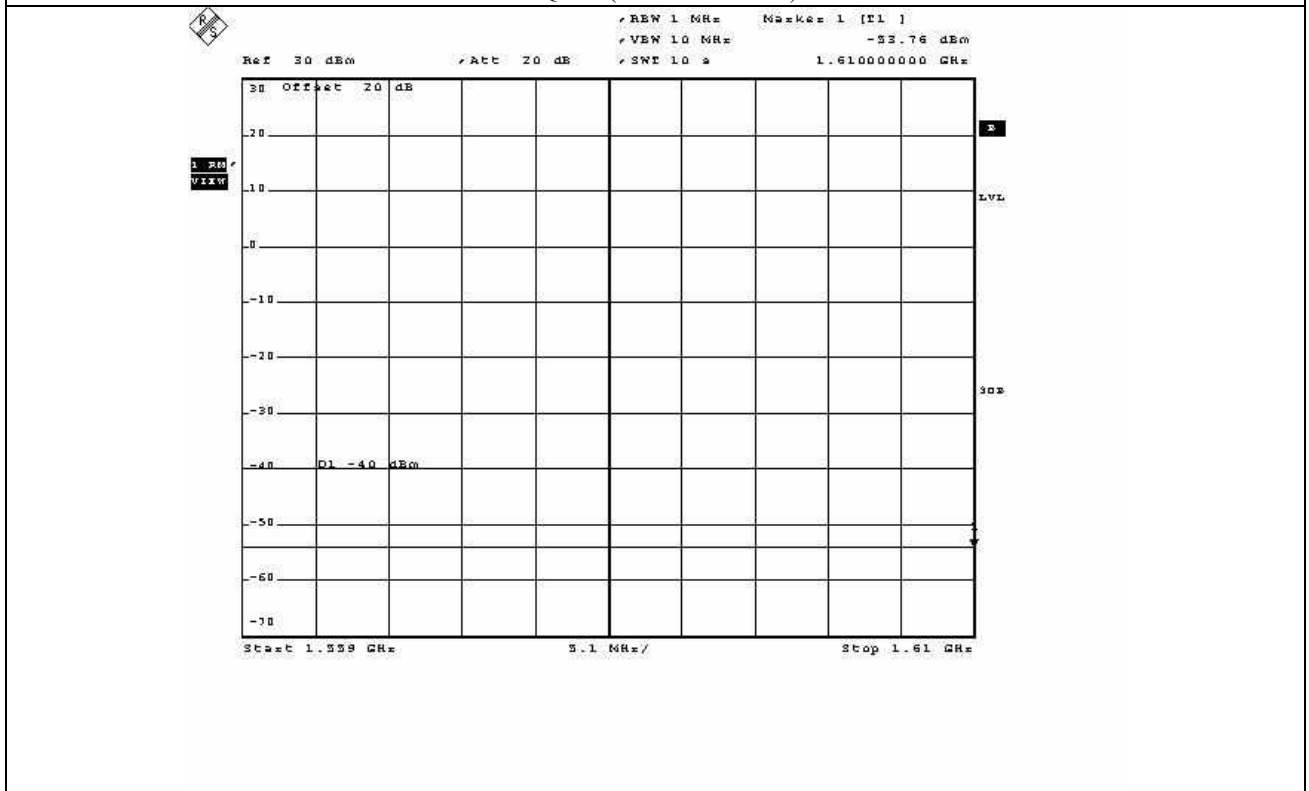 RBW 1 MHz Marker 1 [T1 ]
VBW 10 MHz -53.76 dBm
Ref 30 dBm Att 20 dB SWT 10 s 1.610000000 GHz
30 Offset 20 dB
20
B
1 RM
VIEW
10
LVL
0
-10
-20
3DB
-30
-40 D1 -40 dBm
-50
1
-60
-70
Start 1.559 GHz 5.1 MHz/ Stop 1.61 GHz